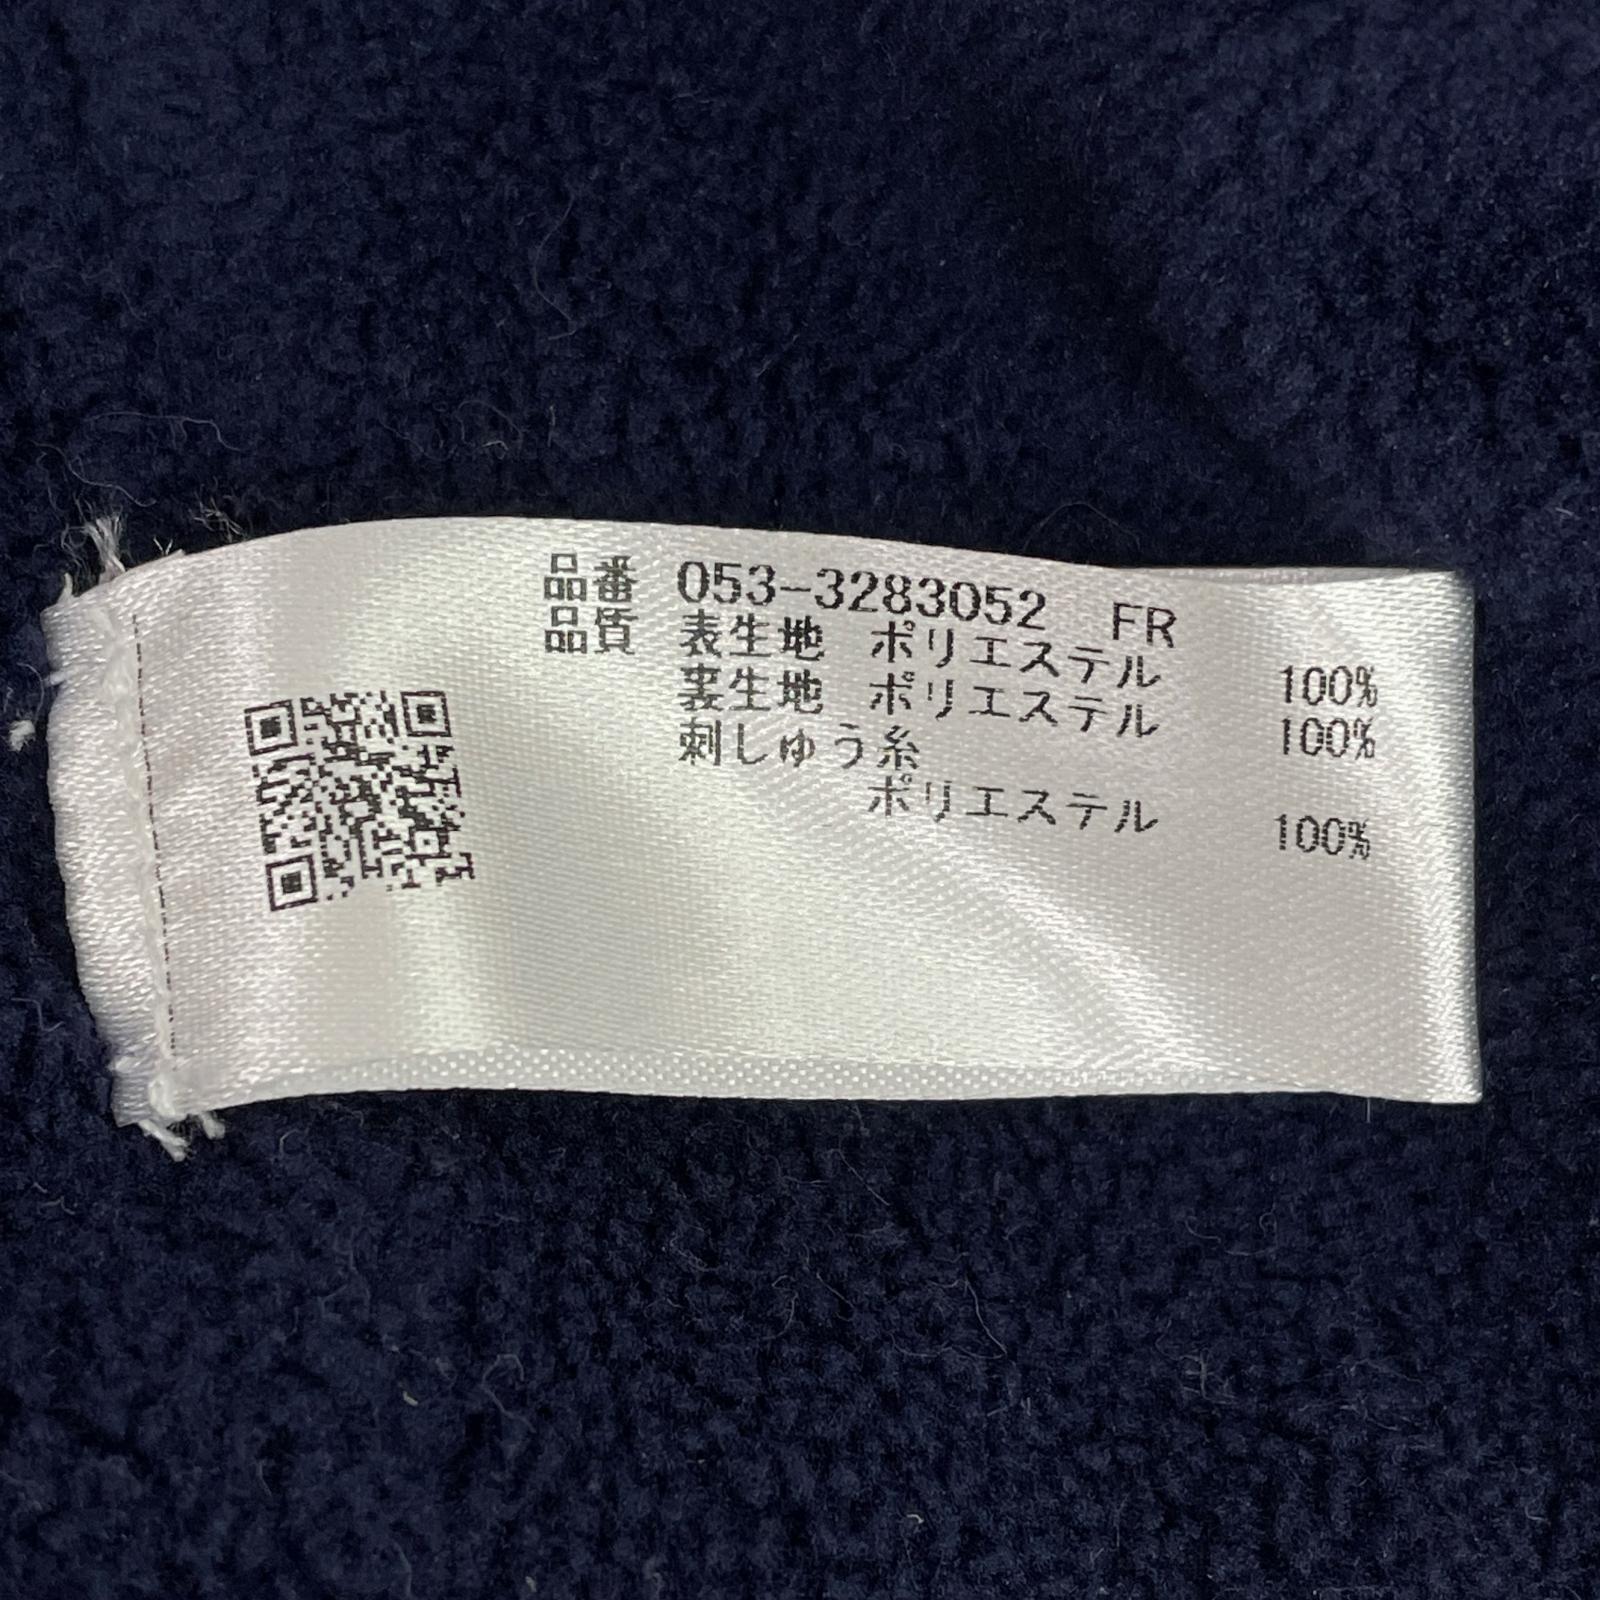 品番 053-3283052 FR
品質 表生地 ポリエステル 100%
裏生地 ポリエステル 100%
刺しゅう糸
ポリエステル 100%